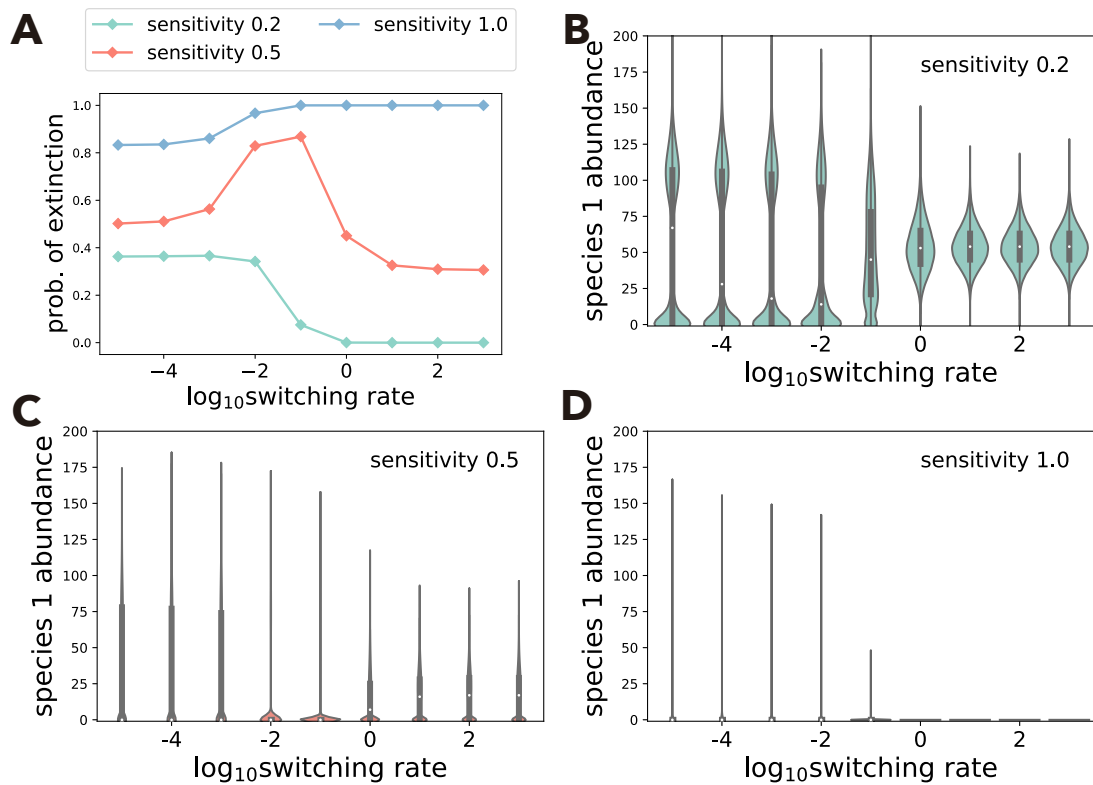 A
sensitivity 0.2
sensitivity 0.5
sensitivity 1.0
prob. of extinction
1.0
0.8
0.6
0.4
0.2
0.0
−4
−2
0
2
log₁₀switching rate
B
species 1 abundance
sensitivity 0.2
200
175
150
125
100
75
50
25
0
-4
-2
0
2
log₁₀switching rate
C
species 1 abundance
sensitivity 0.5
200
175
150
125
100
75
50
25
0
-4
-2
0
2
log₁₀switching rate
D
species 1 abundance
sensitivity 1.0
200
175
150
125
100
75
50
25
0
-4
-2
0
2
log₁₀switching rate